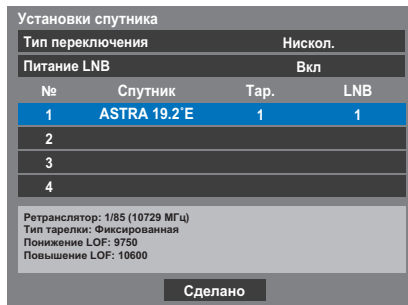 Установки спутника
Тип переключения Нискол.
Питание LNB Вкл
№ Спутник Тар. LNB
1 ASTRA 19.2˚E 1 1
2
3
4
Ретранслятор: 1/85 (10729 МГц)
Тип тарелки: Фиксированная
Понижение LOF: 9750
Повышение LOF: 10600
Сделано